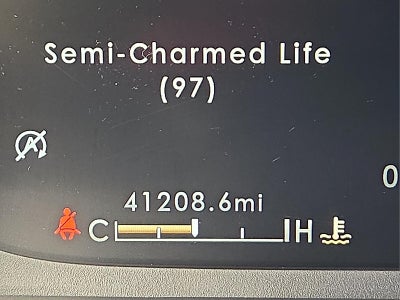 Semi-Charmed Life
(97)
A
0
41208.6mi
C H